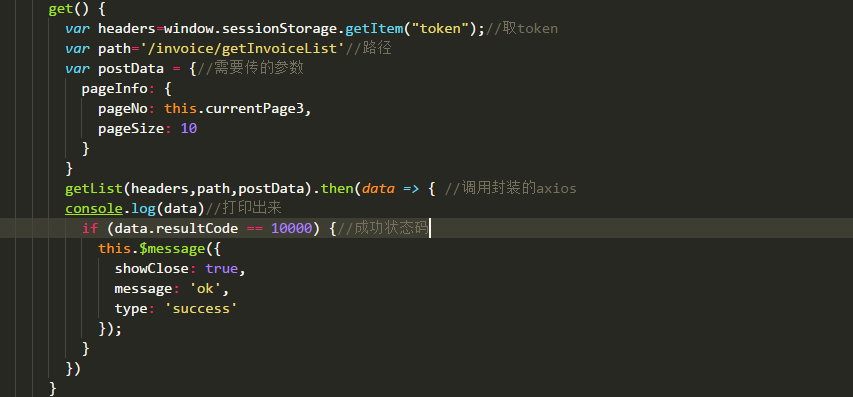 get() {
var headers=window.sessionStorage.getItem("token");//取token
var path='/invoice/getInvoiceList'//路径
var postData = {//需要传的参数
pageInfo: {
pageNo: this.currentPage3,
pageSize: 10
}
}
getList(headers,path,postData).then(data => { //调用封装的axios
console.log(data)//打印出来
if (data.resultCode == 10000) {//成功状态码
this.$message({
showClose: true,
message: 'ok',
type: 'success'
});
}
})
}